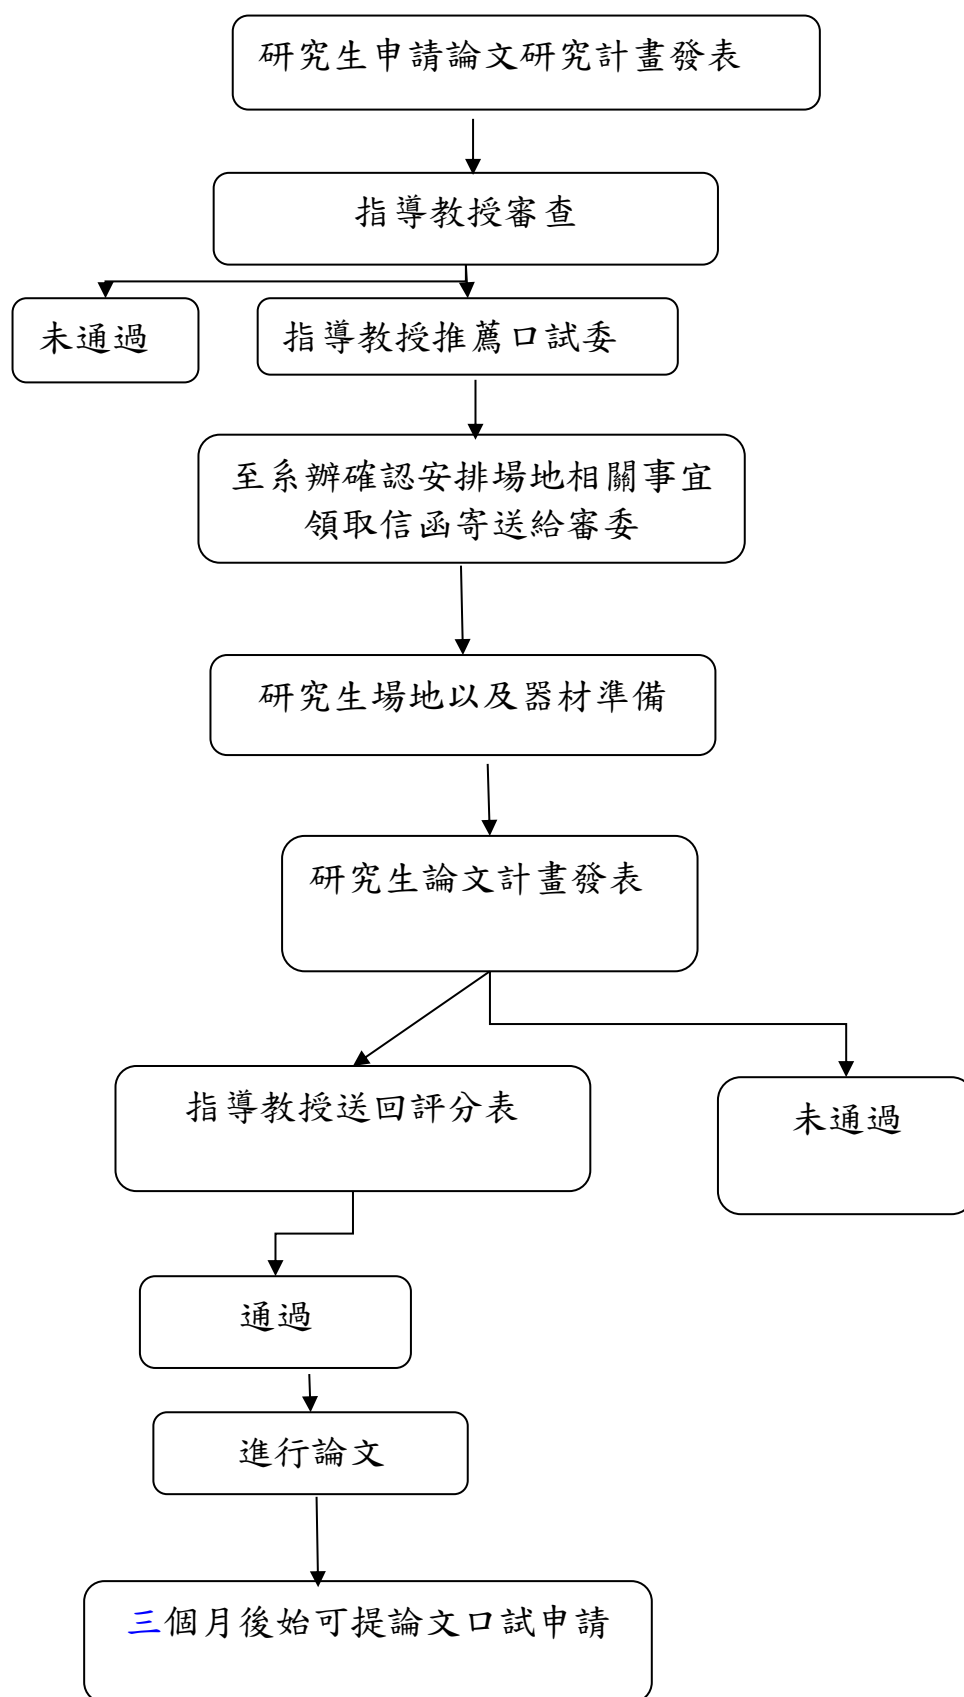 研究生申請論文研究計畫發表
指導教授審查
未通過
指導教授推薦口試委
至系辦確認安排場地相關事宜
領取信函寄送給審委
研究生場地以及器材準備
研究生論文計畫發表
指導教授送回評分表
未通過
通過
進行論文
三個月後始可提論文口試申請